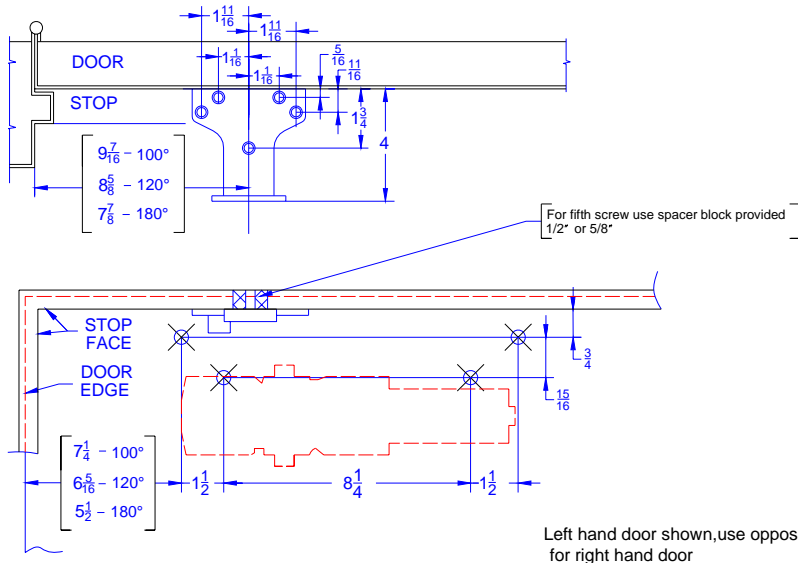 1 11/16
1 11/16
1 1/16
1 1/16
5/16
11/16
DOOR
STOP
1 3/4
4
9 7/16 – 100°
8 5/8 – 120°
7 7/8 – 180°
For fifth screw use spacer block provided
1/2" or 5/8"
STOP
FACE
DOOR
EDGE
3/4
15/16
7 1/4 – 100°
6 5/16 – 120°
5 1/2 – 180°
1 1/2
8 1/4
1 1/2
Left hand door shown,use oppos
for right hand door